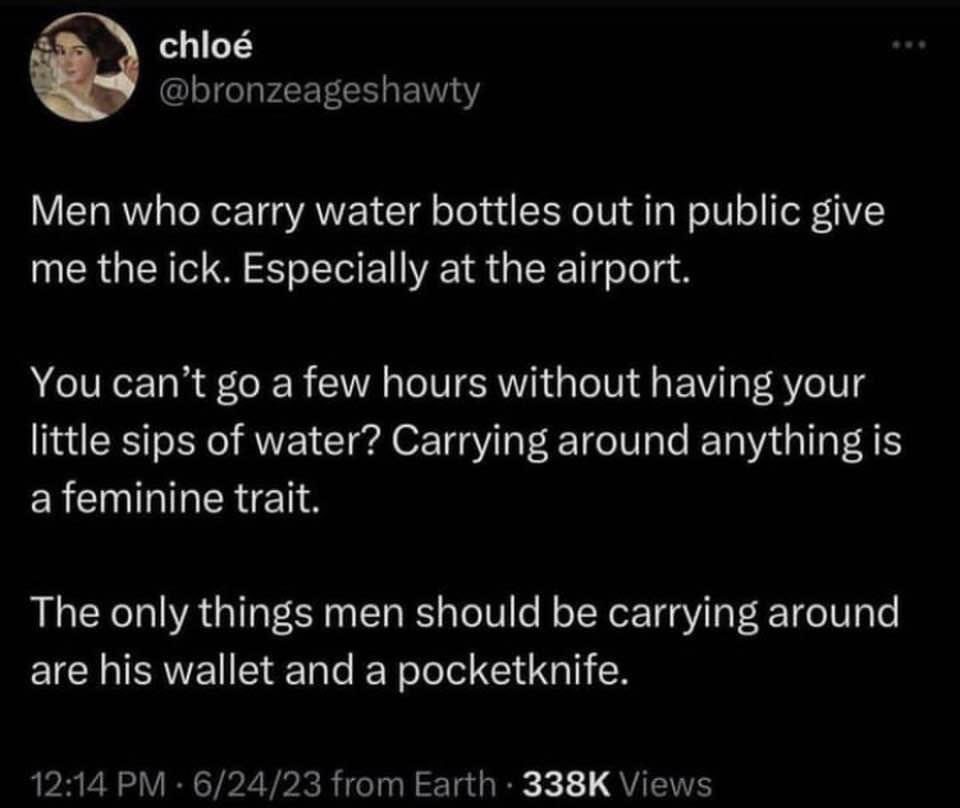 chloé
@bronzeageshawty
Men who carry water bottles out in public give
me the ick. Especially at the airport.
You can’t go a few hours without having your
little sips of water? Carrying around anything is
a feminine trait.
The only things men should be carrying around
are his wallet and a pocketknife.
12:14 PM · 6/24/23 from Earth · 338K Views